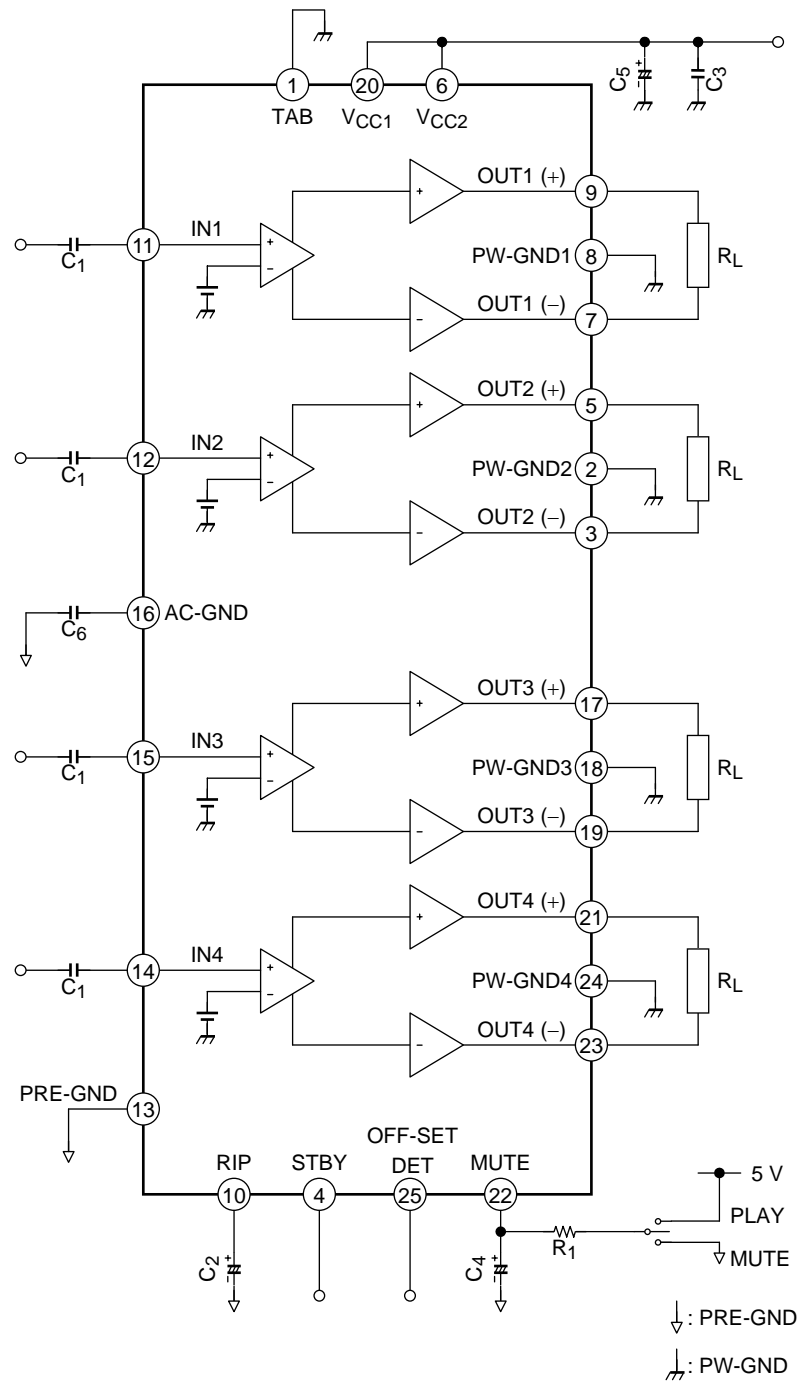 C5
C3
1
20
6
TAB
VCC1
VCC2
OUT1 (+)
9
IN1
11
C1
PW-GND1
8
RL
OUT1 (−)
7
OUT2 (+)
5
IN2
12
C1
PW-GND2
2
RL
OUT2 (−)
3
16
AC-GND
C6
OUT3 (+)
17
IN3
15
C1
PW-GND3
18
RL
OUT3 (−)
19
OUT4 (+)
21
IN4
14
C1
PW-GND4
24
RL
OUT4 (−)
23
PRE-GND
13
RIP
STBY
OFF-SET
DET
MUTE
10
4
25
22
C2
C4
R1
5 V
PLAY
MUTE
: PRE-GND
: PW-GND